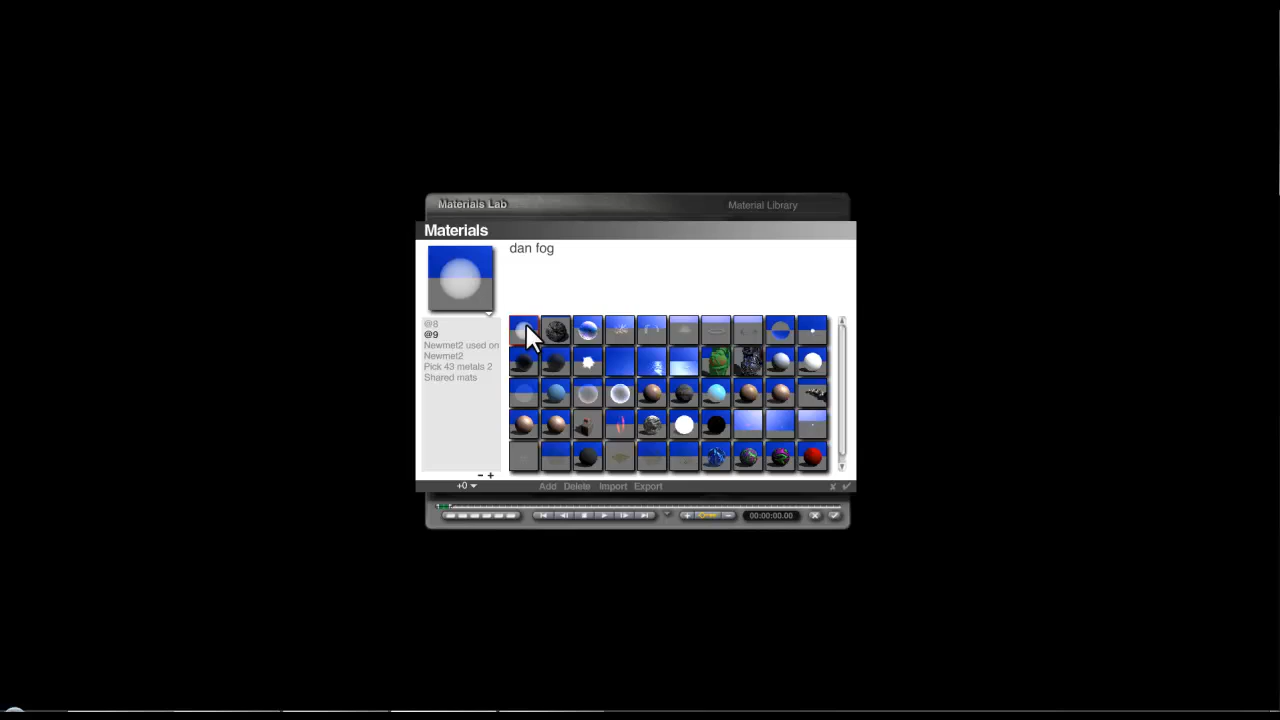 Materials Lab
Material Library
Materials
dan fog
@8
@9
Newmet2 used on
Newmet2
Pick 43 metals 2
Shared mats
- +
+0
Add Delete Import Export
00:00:00.00